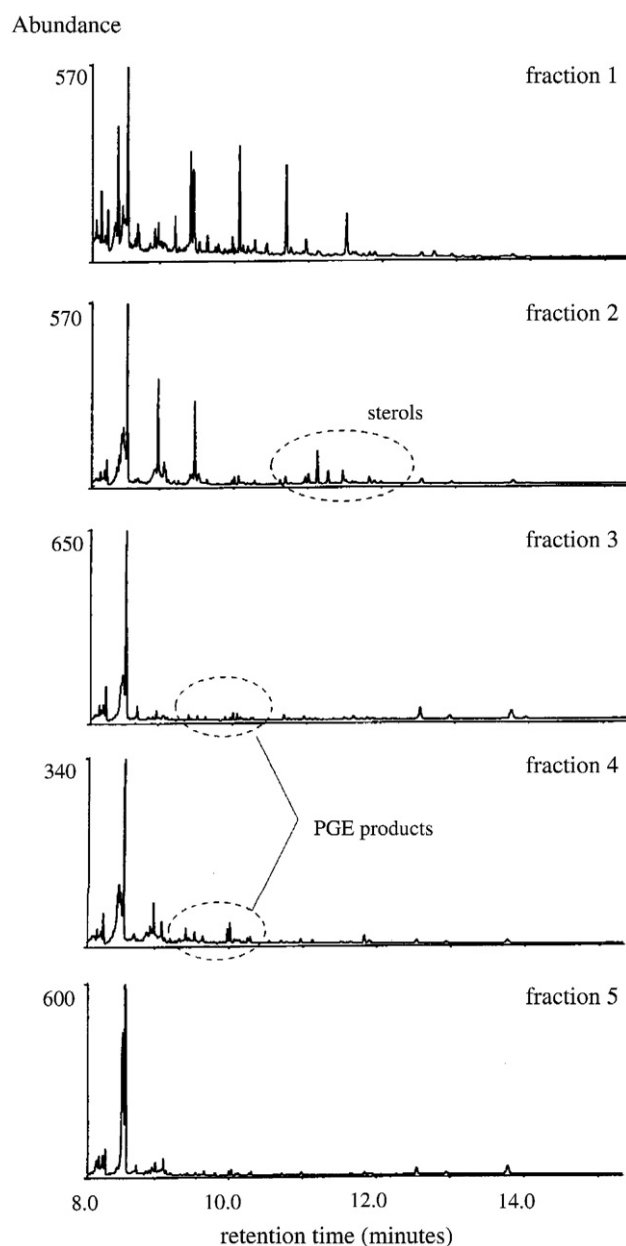 Abundance
570
fraction 1
570
fraction 2
sterols
650
fraction 3
340
fraction 4
PGE products
600
fraction 5
8.0 10.0 12.0 14.0
retention time (minutes)